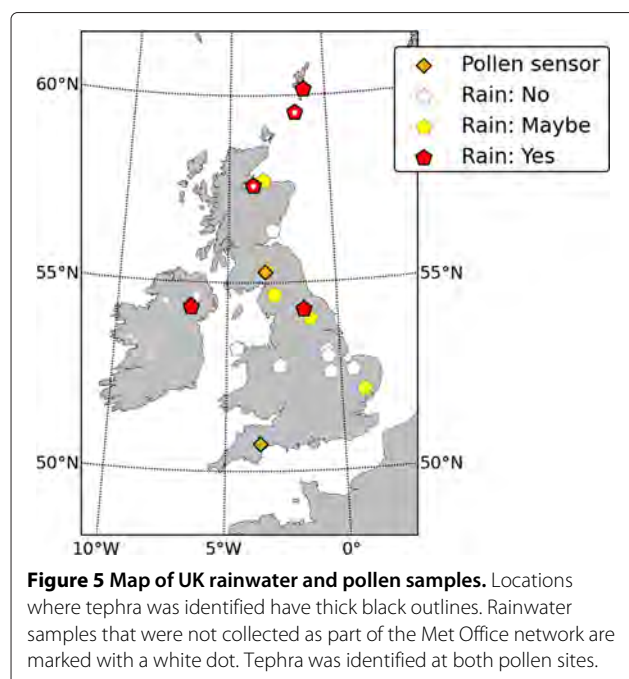 60°N
Pollen sensor
Rain: No
Rain: Maybe
Rain: Yes
55°N
55°N
50°N
50°N
10°W
5°W
0°
Figure 5 Map of UK rainwater and pollen samples. Locations
where tephra was identified have thick black outlines. Rainwater
samples that were not collected as part of the Met Office network are
marked with a white dot. Tephra was identified at both pollen sites.